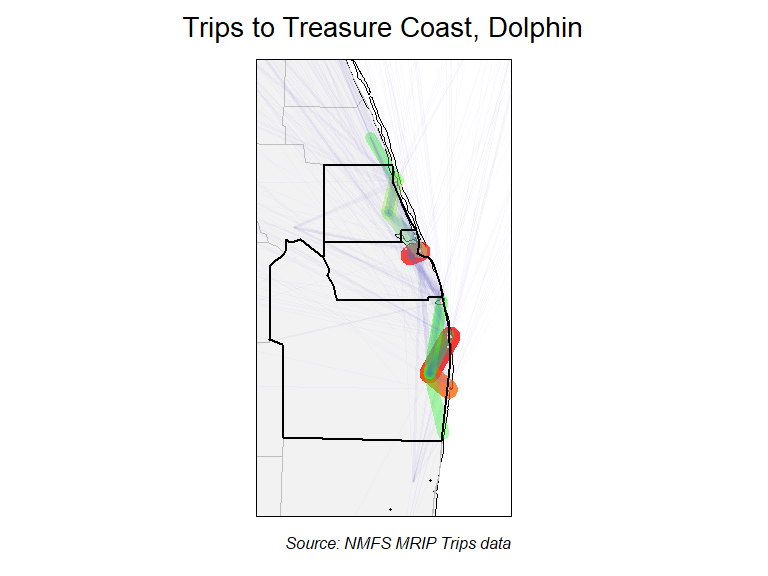 Trips to Treasure Coast, Dolphin
Source: NMFS MRIP Trips data